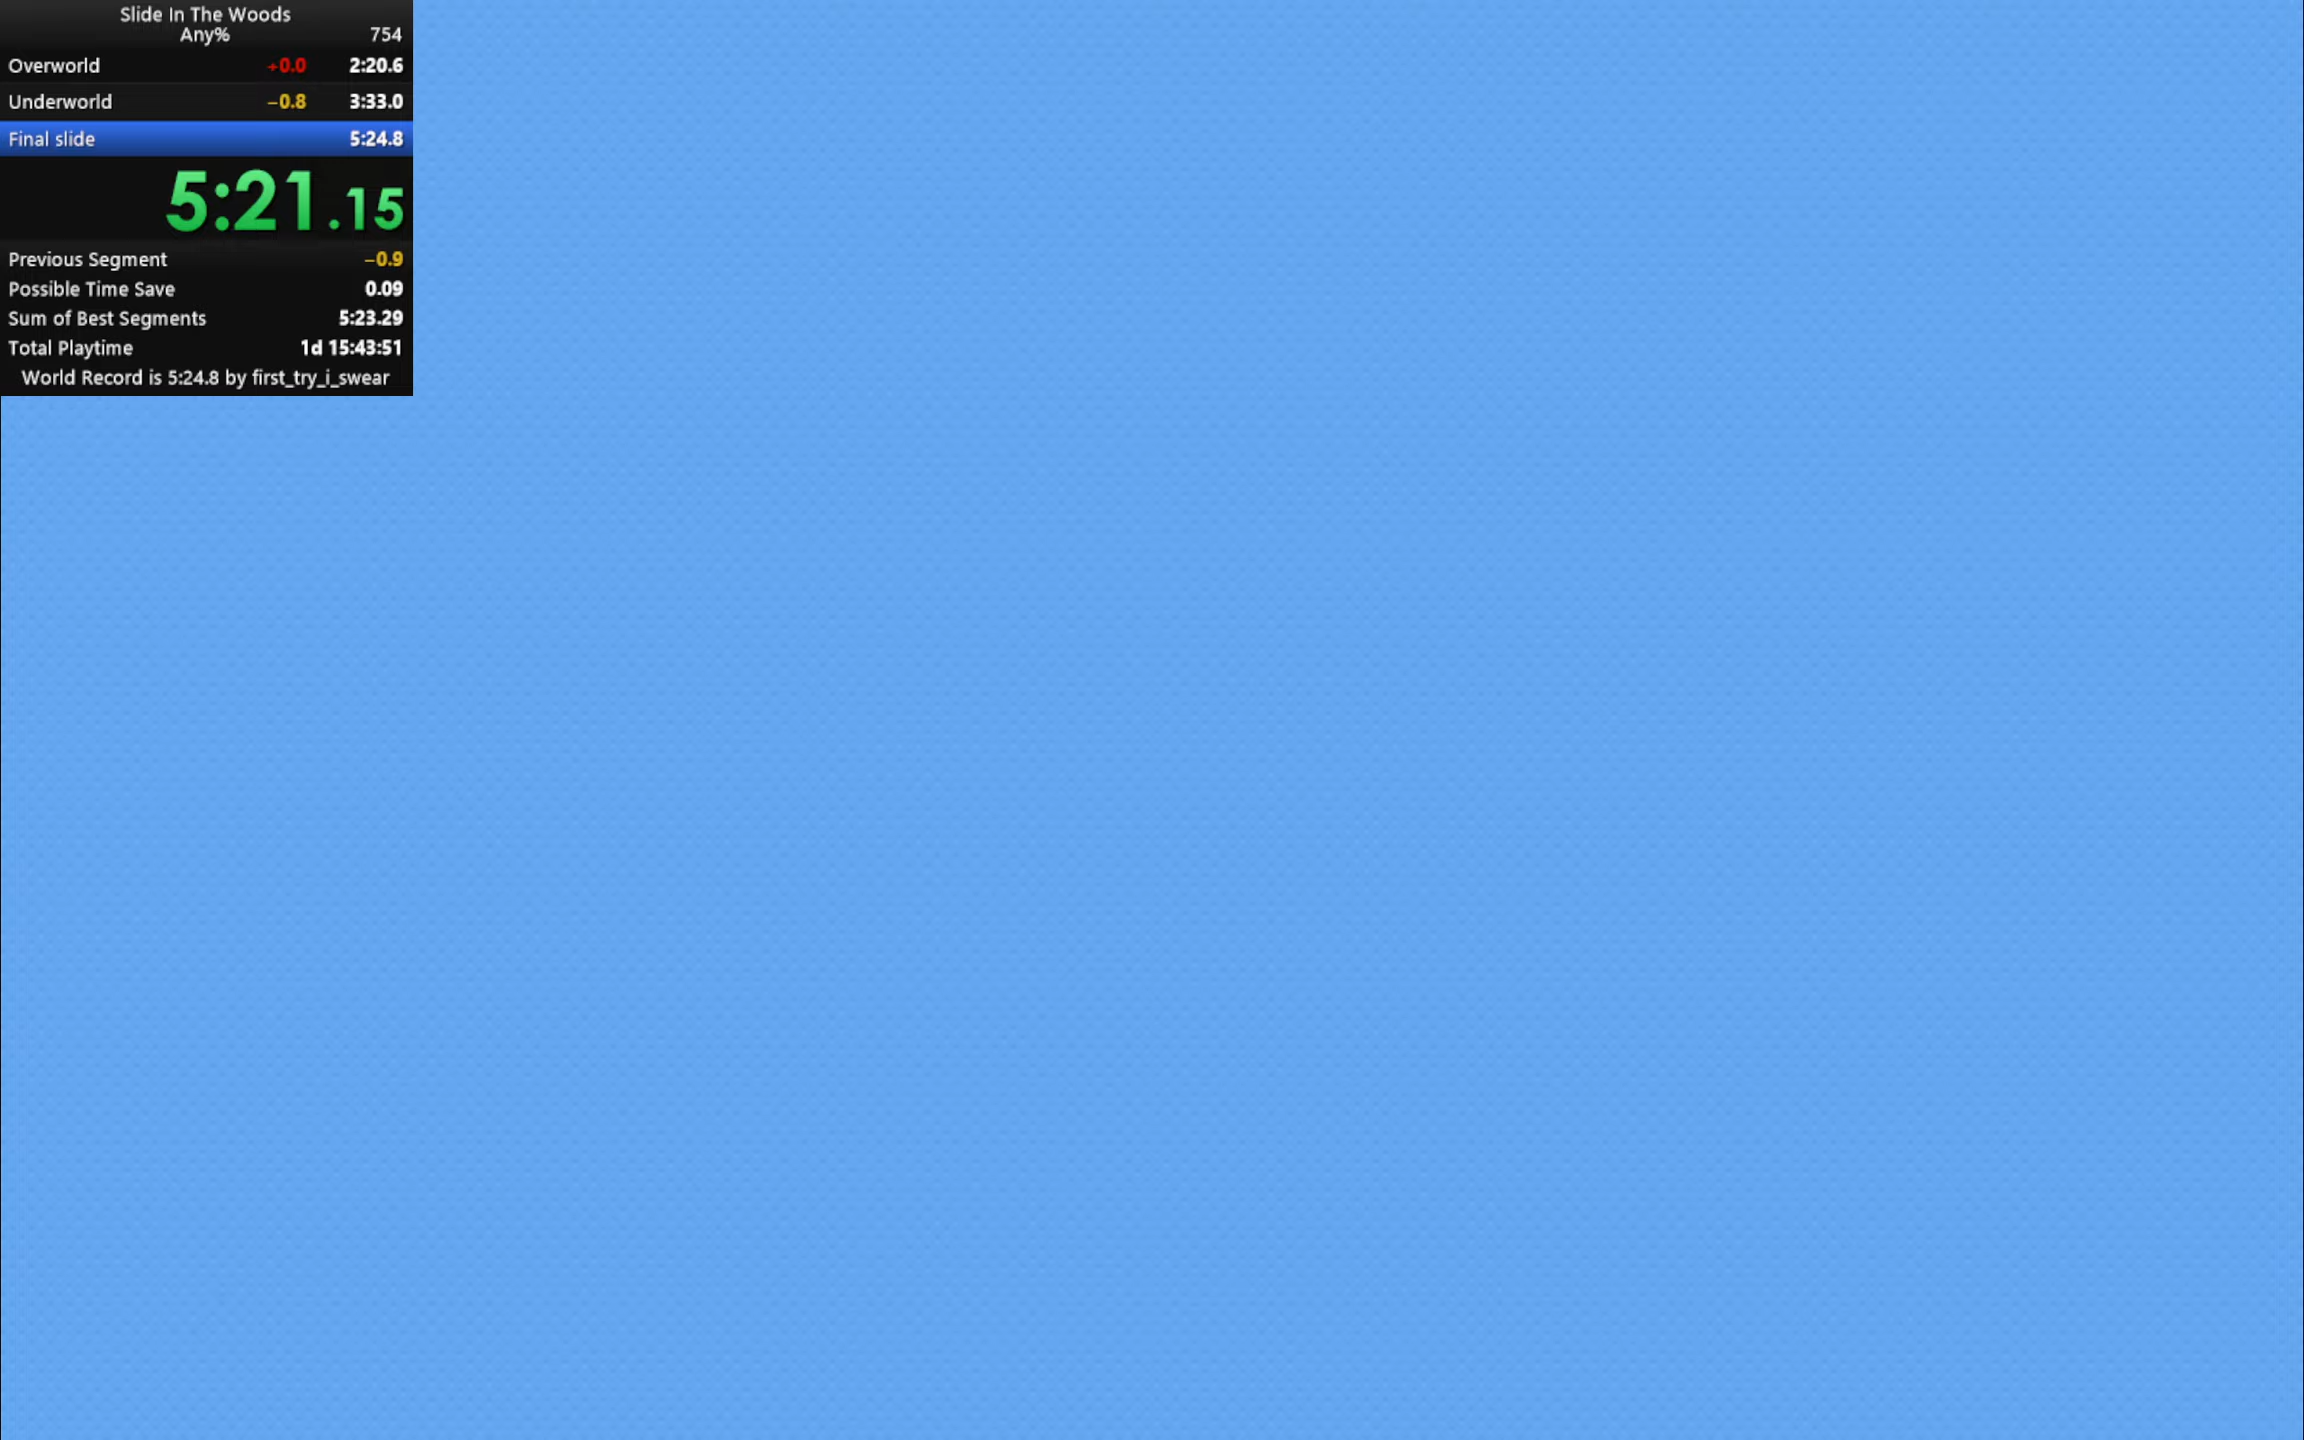 Slide In The Woods
Any% 754
Overworld +0.0 2:20.6
Underworld −0.8 3:33.0
Final slide 5:24.8
5:21.15
Previous Segment −0.9
Possible Time Save 0.09
Sum of Best Segments 5:23.29
Total Playtime 1d 15:43:51
World Record is 5:24.8 by first_try_i_swear